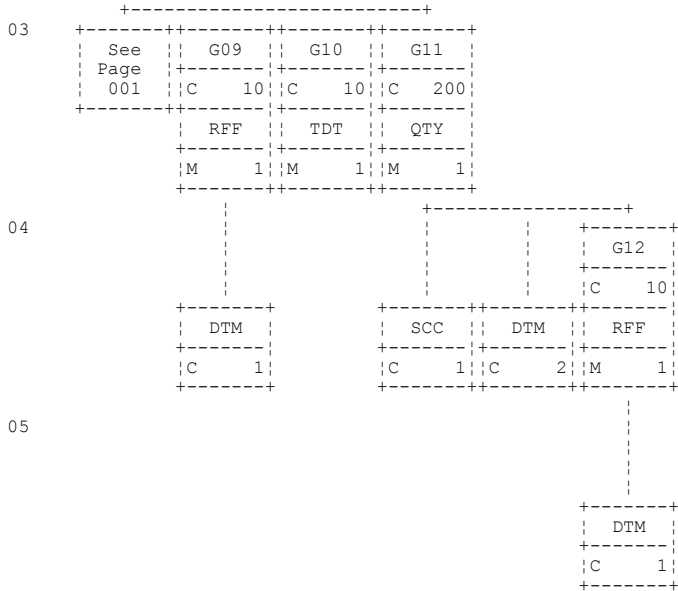 03
See G09 G10 G11
Page
001 C 10 C 10 C 200
RFF TDT QTY
M 1 M 1 M 1
04
G12
C 10
DTM SCC DTM RFF
C 1 C 1 C 2 M 1
05
DTM
C 1